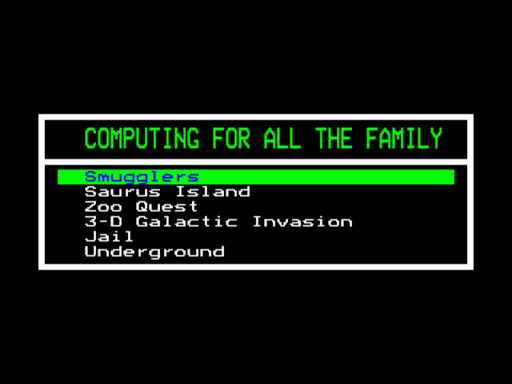 COMPUTING FOR ALL THE FAMILY
Smugglers
Saurus Island
Zoo Quest
3-D Galactic Invasion
Jail
Underground